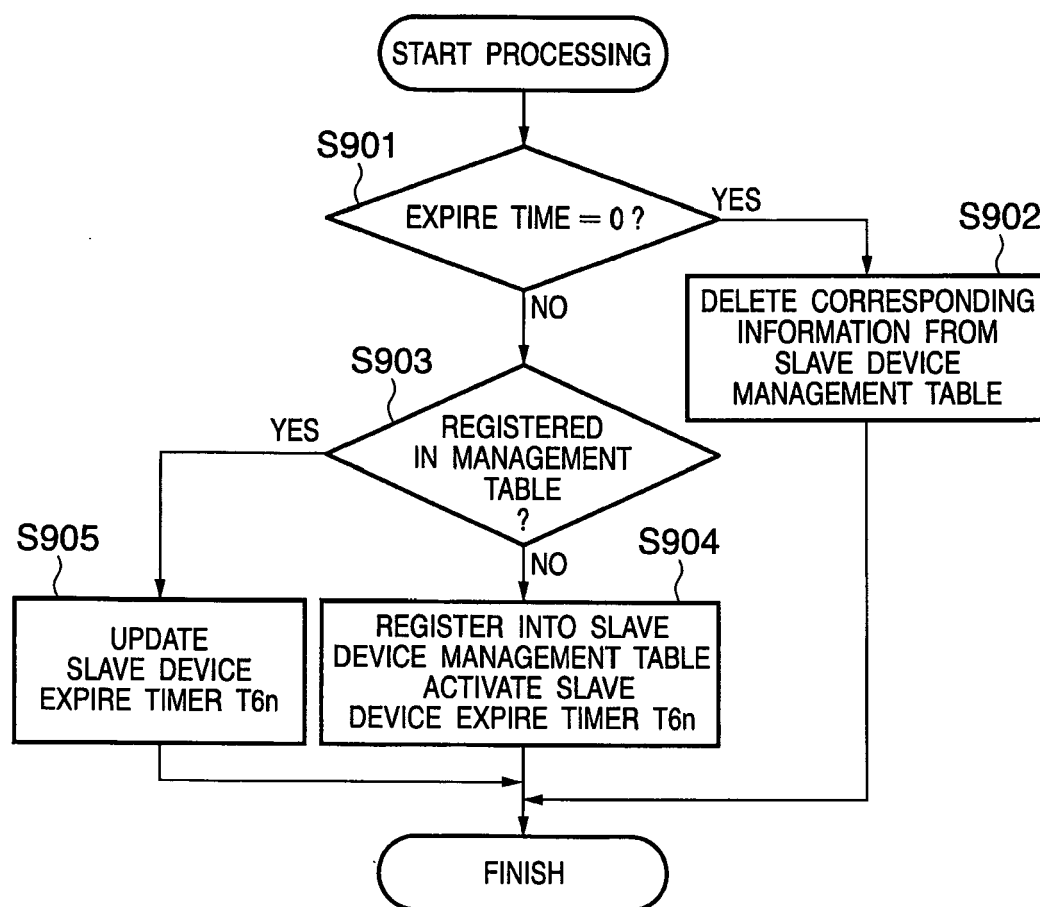 START PROCESSING
S901
EXPIRE TIME = 0 ?
YES
S902
DELETE CORRESPONDING
INFORMATION FROM
SLAVE DEVICE
MANAGEMENT TABLE
NO
S903
YES
REGISTERED
IN MANAGEMENT
TABLE
?
S905
NO
S904
UPDATE
SLAVE DEVICE
EXPIRE TIMER T6n
REGISTER INTO SLAVE
DEVICE MANAGEMENT TABLE
ACTIVATE SLAVE
DEVICE EXPIRE TIMER T6n
FINISH